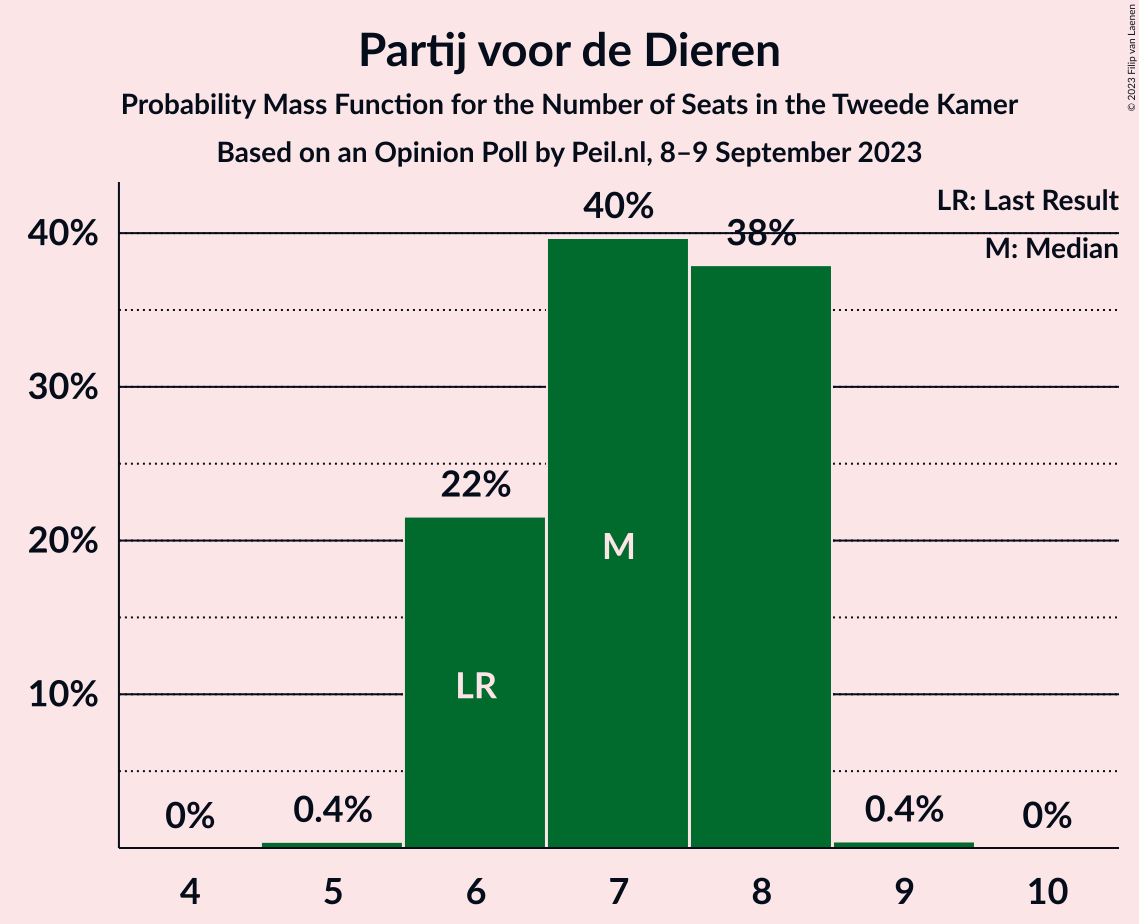 Partij voor de Dieren
Probability Mass Function for the Number of Seats in the Tweede Kamer
Based on an Opinion Poll by Peil.nl, 8–9 September 2023
© 2023 Filip van Laenen
LR: Last Result
M: Median
40%
30%
20%
10%
0%
0.4%
22%
40%
38%
0.4%
0%
LR
M
4
5
6
7
8
9
10